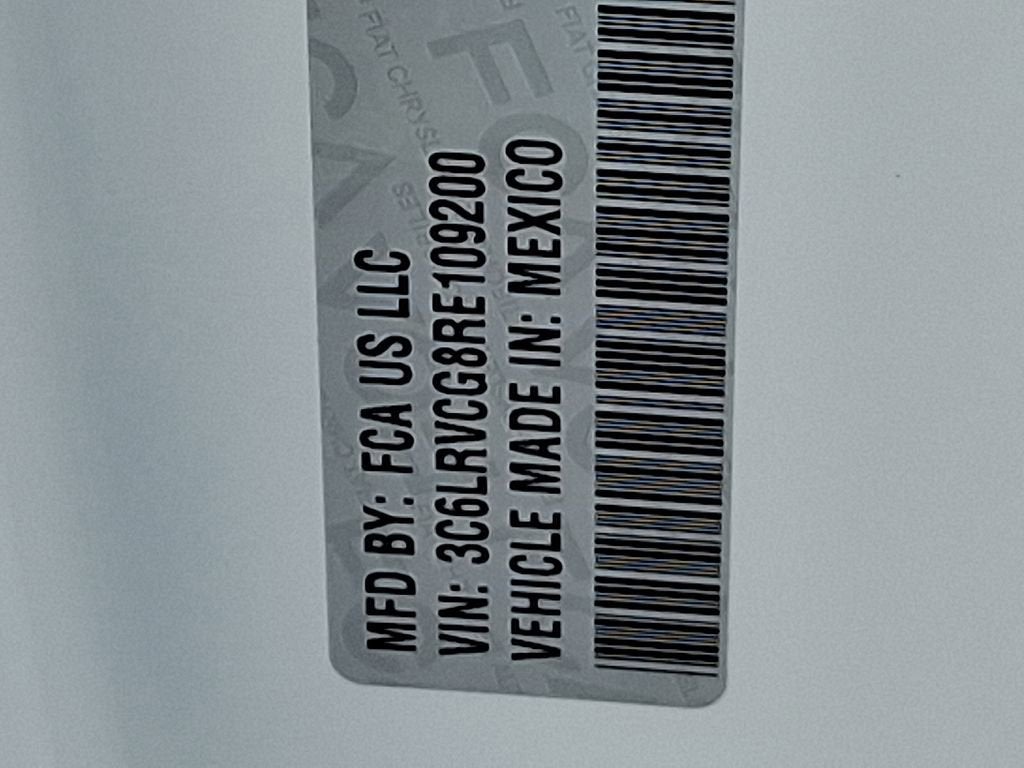 MFD BY: FCA US LLC
VIN: 3C6LRVCG8RE109200
VEHICLE MADE IN: MEXICO